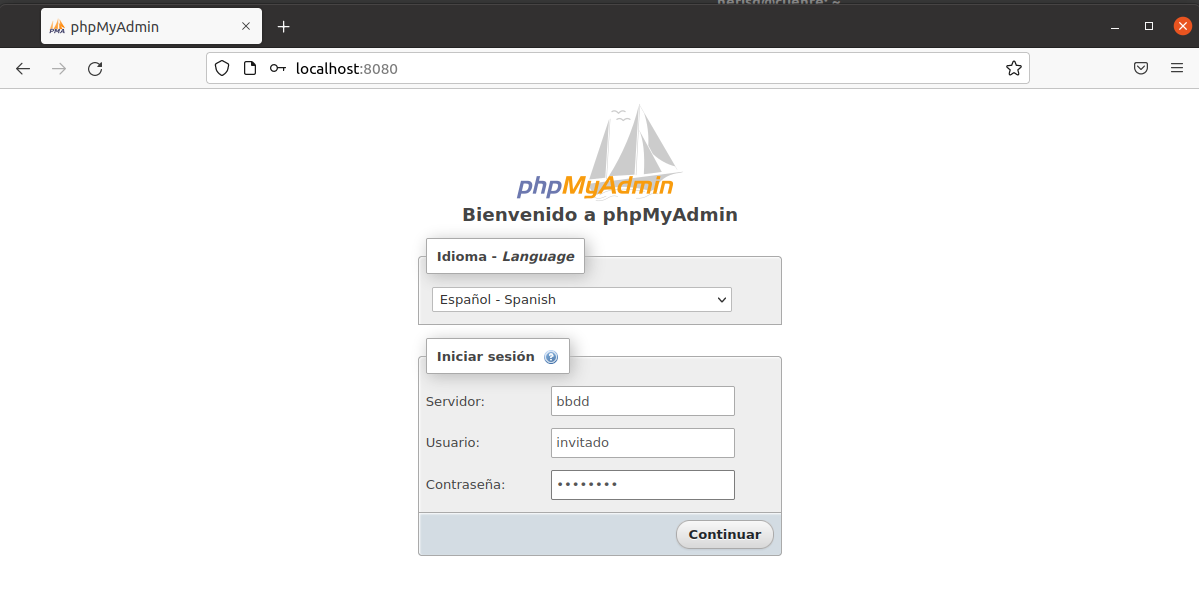 phpMyAdmin
localhost:8080
phpMyAdmin
Bienvenido a phpMyAdmin
Idioma - Language
Español - Spanish
Iniciar sesión
Servidor: bbdd
Usuario: invitado
Contraseña: ••••••••
Continuar